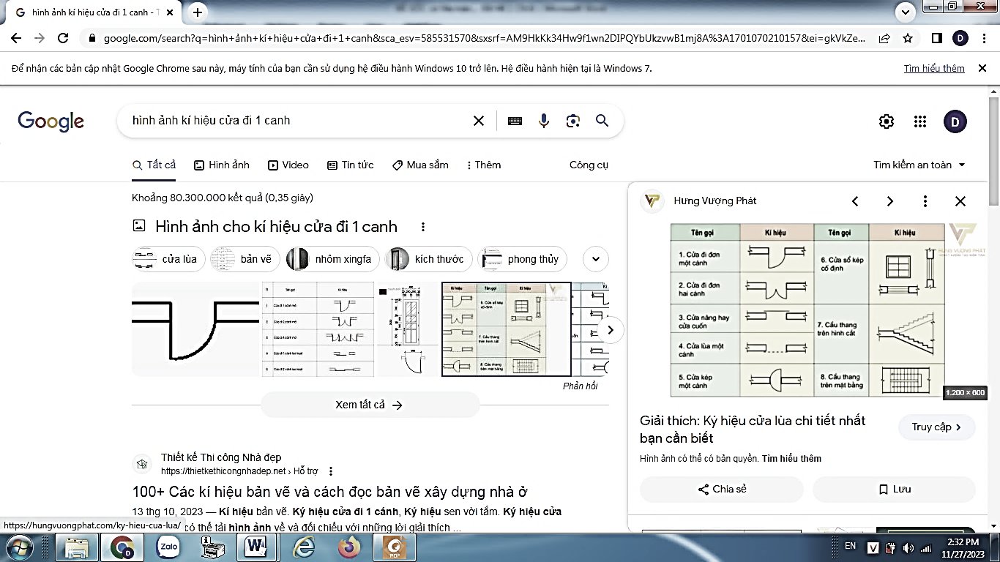 hình ảnh kí hiệu cửa đi 1 canh - T
google.com/search?q=hình+ảnh+kí+hiệu+cửa+đi+1+canh&sca_esv=585531570&sxsrf=AM9HkKk34Hw9f1wn2DIPQYbUkzvwB1mj8A%3A1701070210157&ei=gkVkZe...
D
Để nhận các bản cập nhật Google Chrome sau này, máy tính của bạn cần sử dụng hệ điều hành Windows 10 trở lên. Hệ điều hành hiện tại là Windows 7.
Tìm hiểu thêm
Google
hình ảnh kí hiệu cửa đi 1 canh
D
Tất cả Hình ảnh Video Tin tức Mua sắm Thêm Công cụ Tìm kiếm an toàn
Khoảng 80.300.000 kết quả (0,35 giây)
Hình ảnh cho kí hiệu cửa đi 1 canh
cửa lùa bản vẽ nhôm xingfa kích thước phong thủy
Phản hồi
Xem tất cả
Thiết kế Thi công Nhà đẹp
https://thietkethicongnhadep.net › Hỗ trợ
100+ Các kí hiệu bản vẽ và cách đọc bản vẽ xây dựng nhà ở
13 thg 10, 2023 — Kí hiệu bản vẽ. Ký hiệu cửa đi 1 cánh, Ký hiệu sen vòi tắm. Ký hiệu cửa
có thể tải hình ảnh về và đối chiếu với những lời giải thích ...
https://hungvuongphat.com/ky-hieu-cua-lua/
VP Hưng Vượng Phát
Tên gọi Kí hiệu Tên gọi Kí hiệu
1. Cửa đi đơn
một cánh
2. Cửa đi đơn
hai cánh
3. Cửa nâng hay
cửa cuốn
4. Cửa lùa một
cánh
5. Cửa kép
một cánh
6. Cửa sổ kép
cố định
7. Cầu thang
trên hình cắt
8. Cầu thang
trên mặt bằng
HƯNG VƯỢNG PHÁT
1.200 × 600
Giải thích: Ký hiệu cửa lùa chi tiết nhất
bạn cần biết
Truy cập
Hình ảnh có thể có bản quyền. Tìm hiểu thêm
Chia sẻ Lưu
Zalo
PDF
EN
V
2:32 PM
11/27/2023